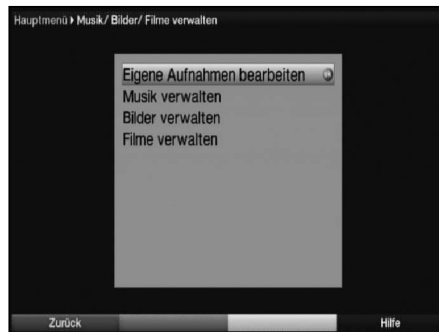 Hauptmenü Musik/ Bilder/ Filme verwalten
Eigene Aufnahmen bearbeiten
Musik verwalten
Bilder verwalten
Filme verwalten
Zurück Hilfe